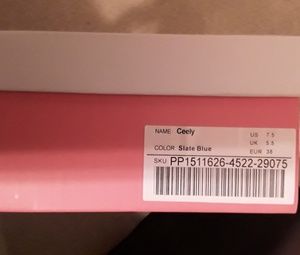 NAME: Ceely US 7.5
UK 5.5
COLOR: Slate Blue EUR 38
SKU: PP1511626-4522-29075